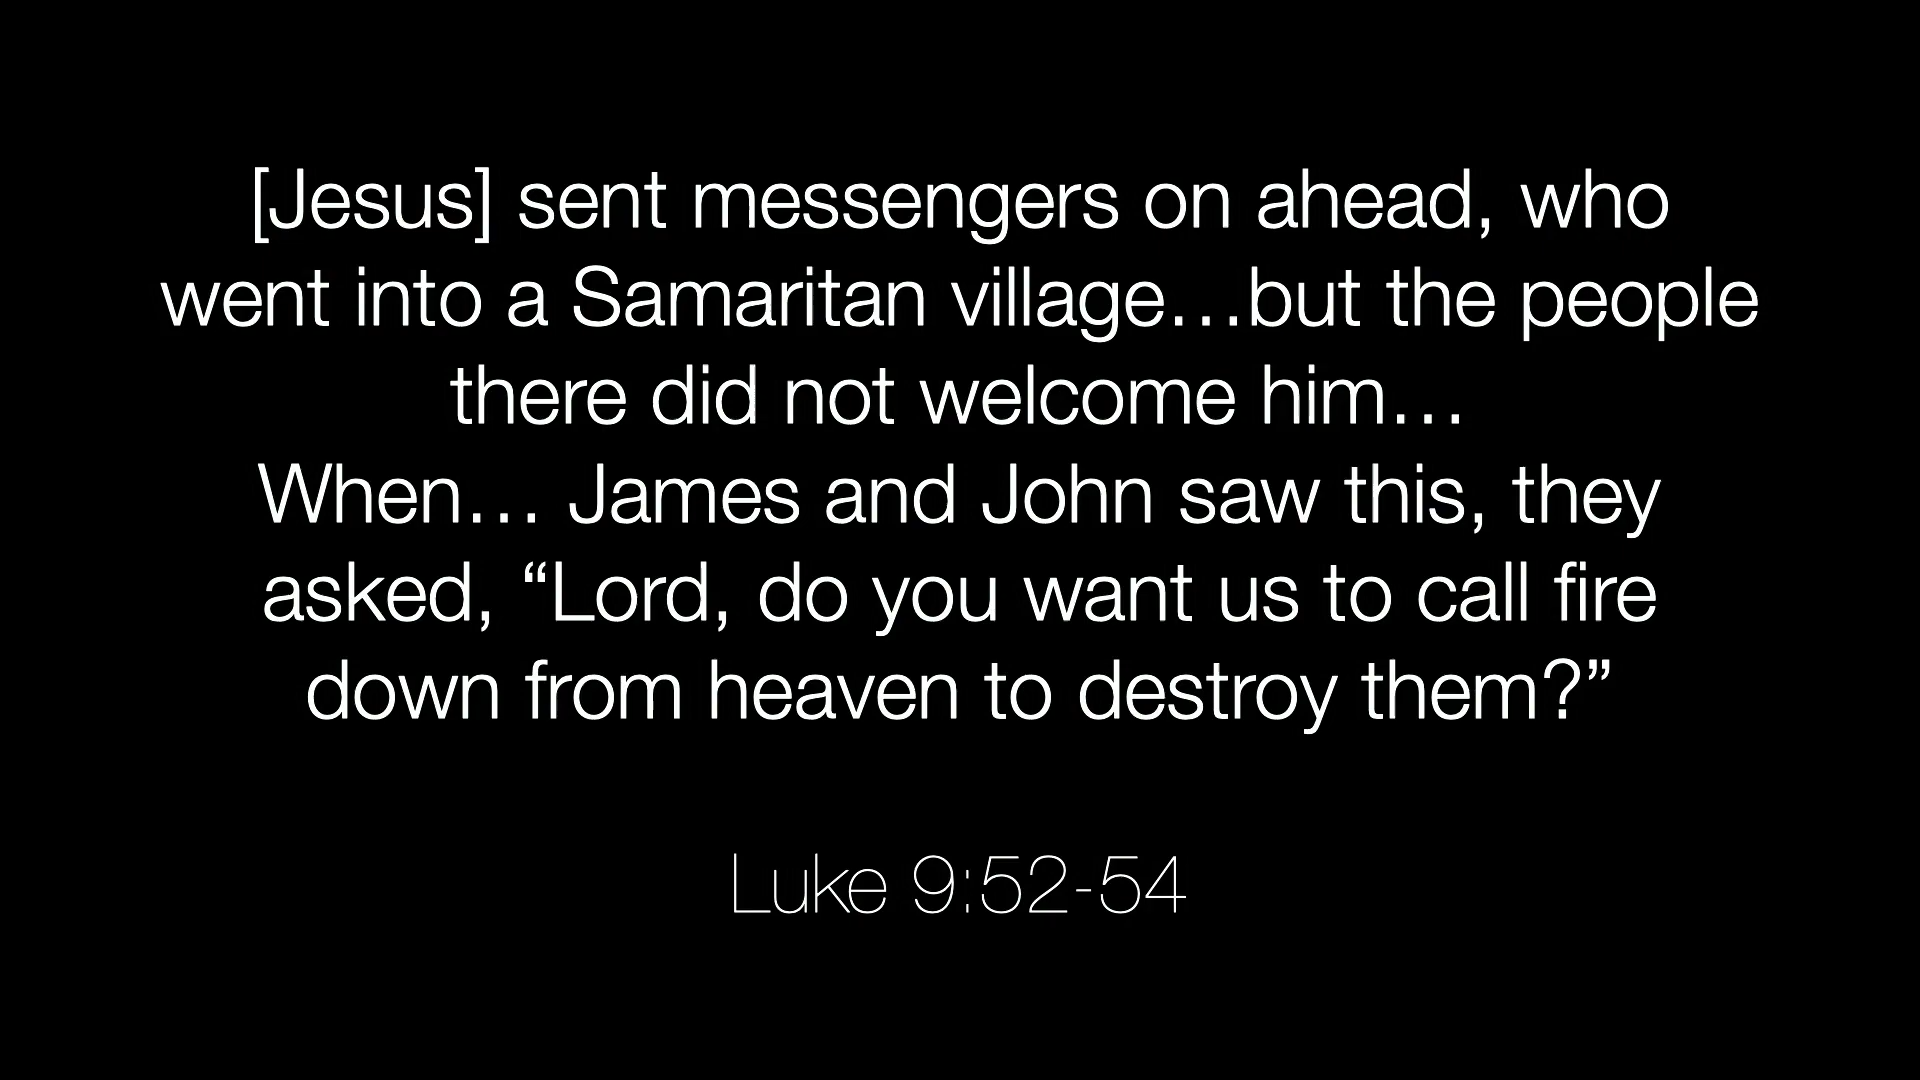 [Jesus] sent messengers on ahead, who
went into a Samaritan village…but the people
there did not welcome him…
When… James and John saw this, they
asked, “Lord, do you want us to call fire
down from heaven to destroy them?”
Luke 9:52-54